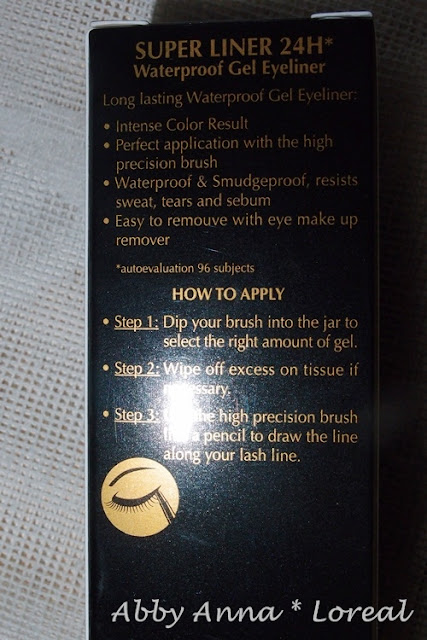 SUPER LINER 24H*
Waterproof Gel Eyeliner
Long lasting Waterproof Gel Eyeliner:
• Intense Color Result
• Perfect application with the high
precision brush
• Waterproof & Smudgeproof, resists
sweat, tears and sebum
• Easy to remouve with eye make up
remover
*autoevaluation 96 subjects
HOW TO APPLY
• Step 1: Dip your brush into the jar to
select the right amount of gel.
• Step 2: Wipe off excess on tissue if
necessary.
• Step 3: the high precision brush
a pencil to draw the line
along your lash line.
Abby Anna * Loreal